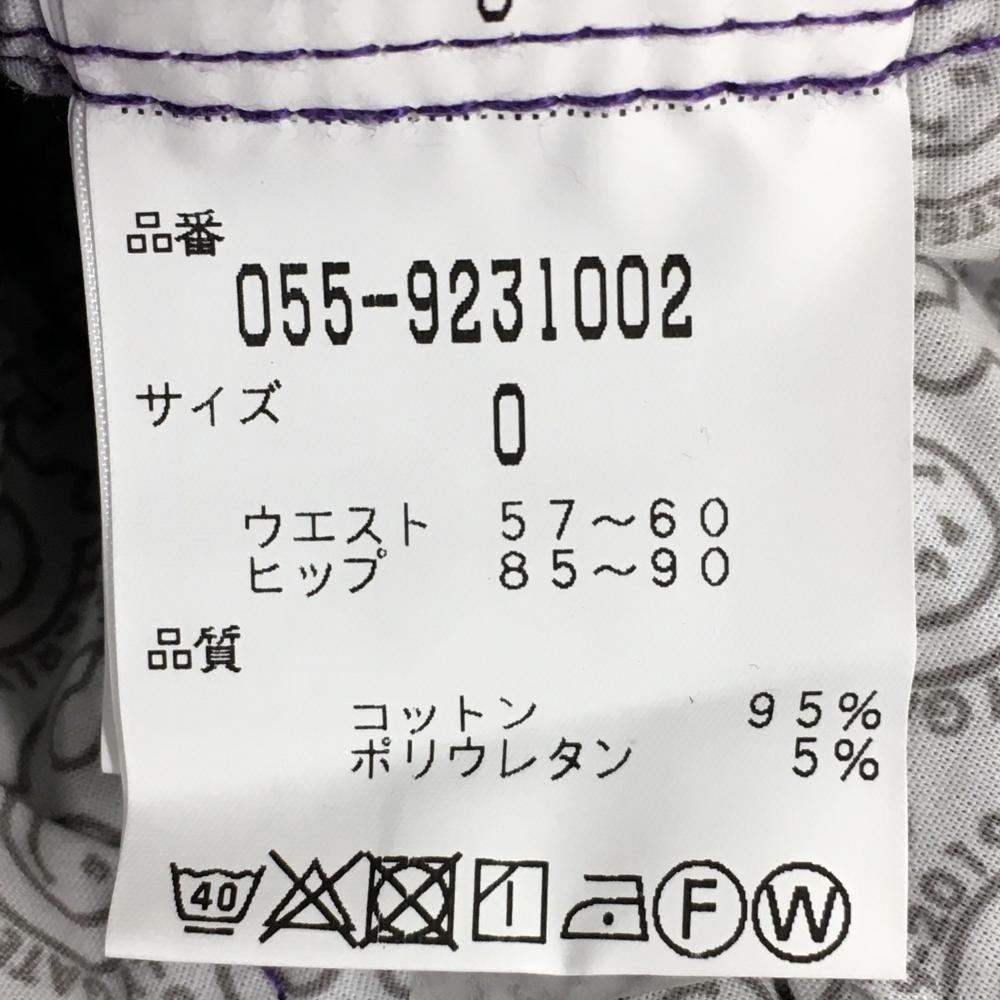 品番
055-9231002
サイズ 0
ウエスト 57～60
ヒップ 85～90
品質
コットン 95%
ポリウレタン 5%
40 F W